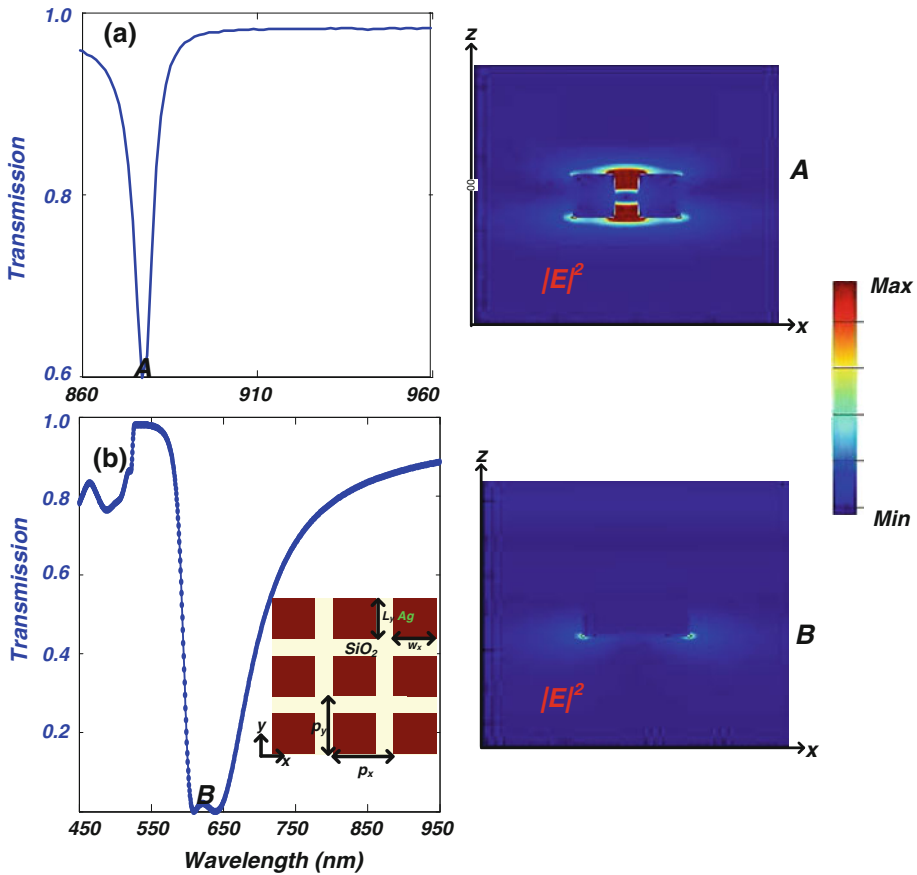 (a)
1.0
0.8
0.6
Transmission
A
860
910
960
z
00
A
|E|²
x
Max
Min
(b)
1.0
0.8
0.6
0.4
0.2
Transmission
B
Ly Ag
SiO₂
wx
py
px
y
x
450
550
650
750
850
950
Wavelength (nm)
z
B
|E|²
x